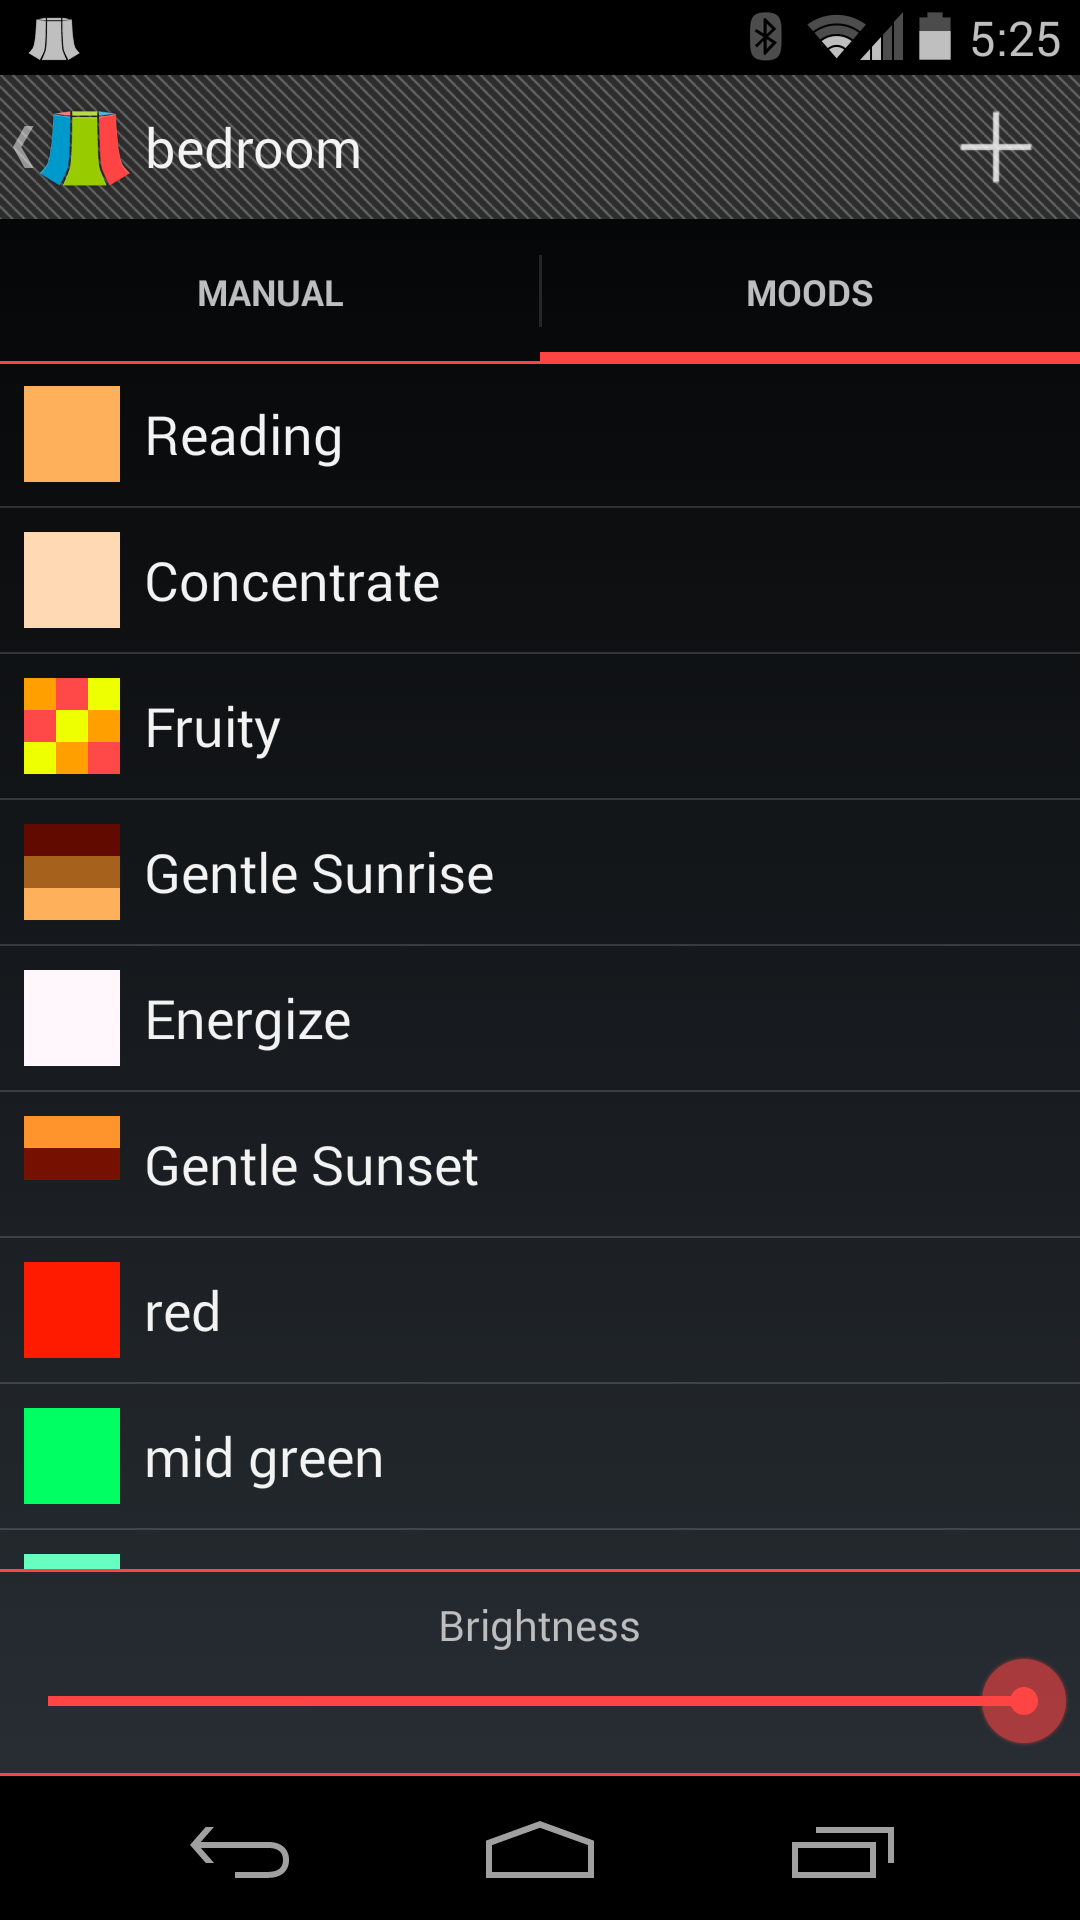 5:25
bedroom
MANUAL
MOODS
Reading
Concentrate
Fruity
Gentle Sunrise
Energize
Gentle Sunset
red
mid green
Brightness